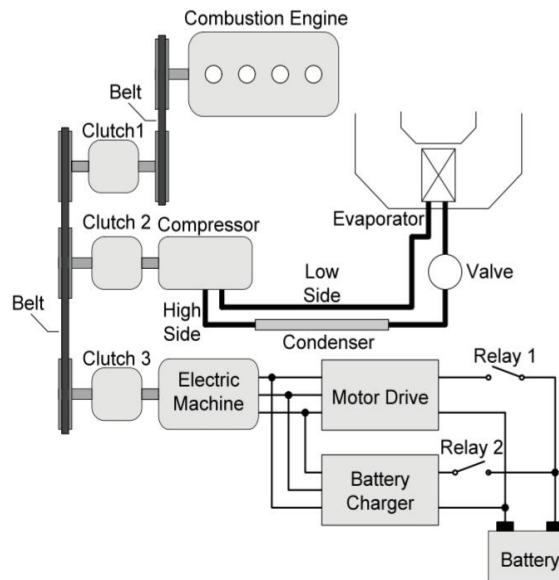 Combustion Engine
Belt
Clutch1
Evaporator
Clutch 2
Compressor
Valve
Low
Side
High
Side
Belt
Condenser
Clutch 3
Electric
Machine
Motor Drive
Relay 1
Relay 2
Battery
Charger
Battery